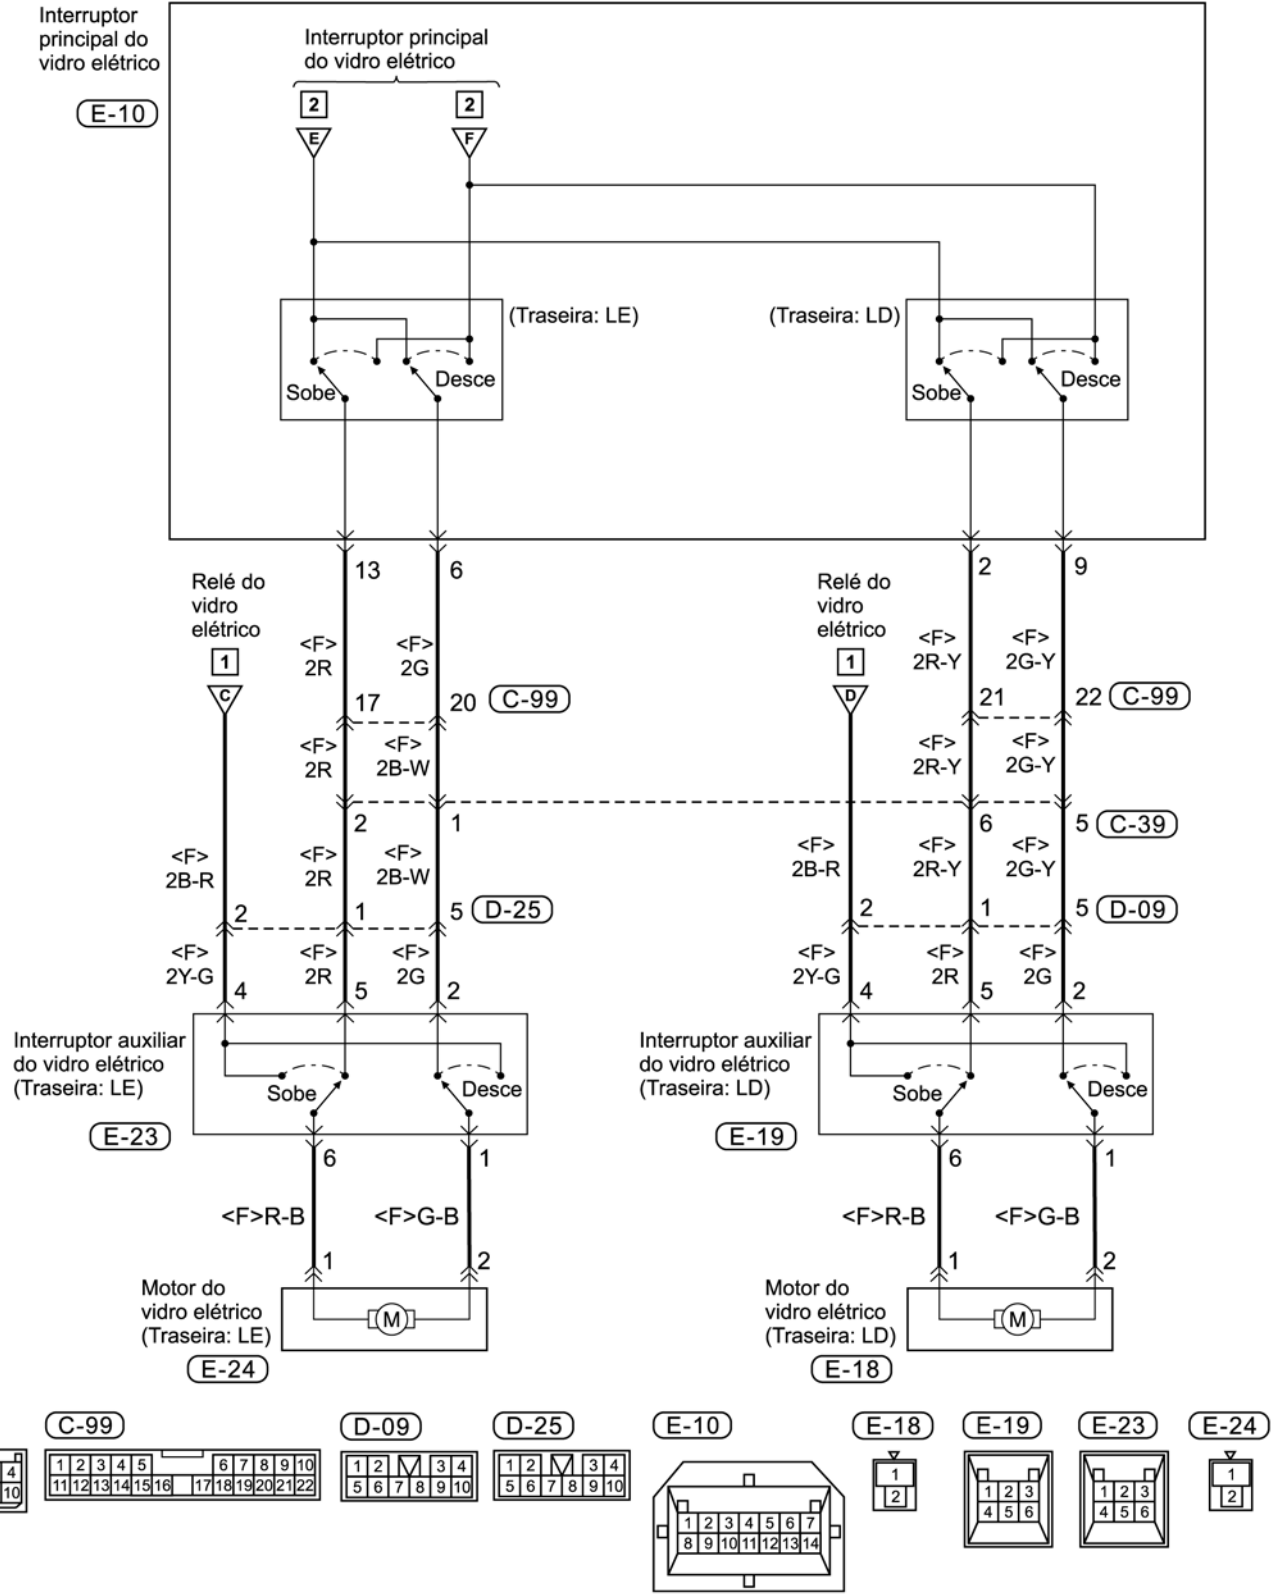 Interruptor
principal do
vidro elétrico
E-10
Interruptor principal
do vidro elétrico
2 2
E F
(Traseira: LE) (Traseira: LD)
Sobe Desce Sobe Desce
13 6 2 9
Relé do
vidro
elétrico
1
C
Relé do
vidro
elétrico
1
D
<F> <F> <F> <F>
2R 2G 2R-Y 2G-Y
17 20 C-99 21 22 C-99
<F> <F> <F> <F>
2R 2B-W 2R-Y 2G-Y
2 1 6 5 C-39
<F> <F> <F> <F> <F> <F>
2B-R 2R 2B-W 2B-R 2R-Y 2G-Y
2 1 5 D-25 2 1 5 D-09
<F> <F> <F> <F> <F> <F>
2Y-G 2R 2G 2Y-G 2R 2G
4 5 2 4 5 2
Interruptor auxiliar
do vidro elétrico
(Traseira: LE)
Sobe Desce
E-23
Interruptor auxiliar
do vidro elétrico
(Traseira: LD)
Sobe Desce
E-19
6 1 6 1
<F>R-B <F>G-B <F>R-B <F>G-B
1 2 1 2
Motor do
vidro elétrico
(Traseira: LE)
M
E-24
Motor do
vidro elétrico
(Traseira: LD)
M
E-18
C-99 D-09 D-25 E-10 E-18 E-19 E-23 E-24
4
10
1 2 3 4 5 6 7 8 9 10
11 12 13 14 15 16 17 18 19 20 21 22
1 2 3 4
5 6 7 8 9 10
1 2 3 4
5 6 7 8 9 10
1 2 3 4 5 6 7
8 9 10 11 12 13 14
1
2
1 2 3
4 5 6
1 2 3
4 5 6
1
2